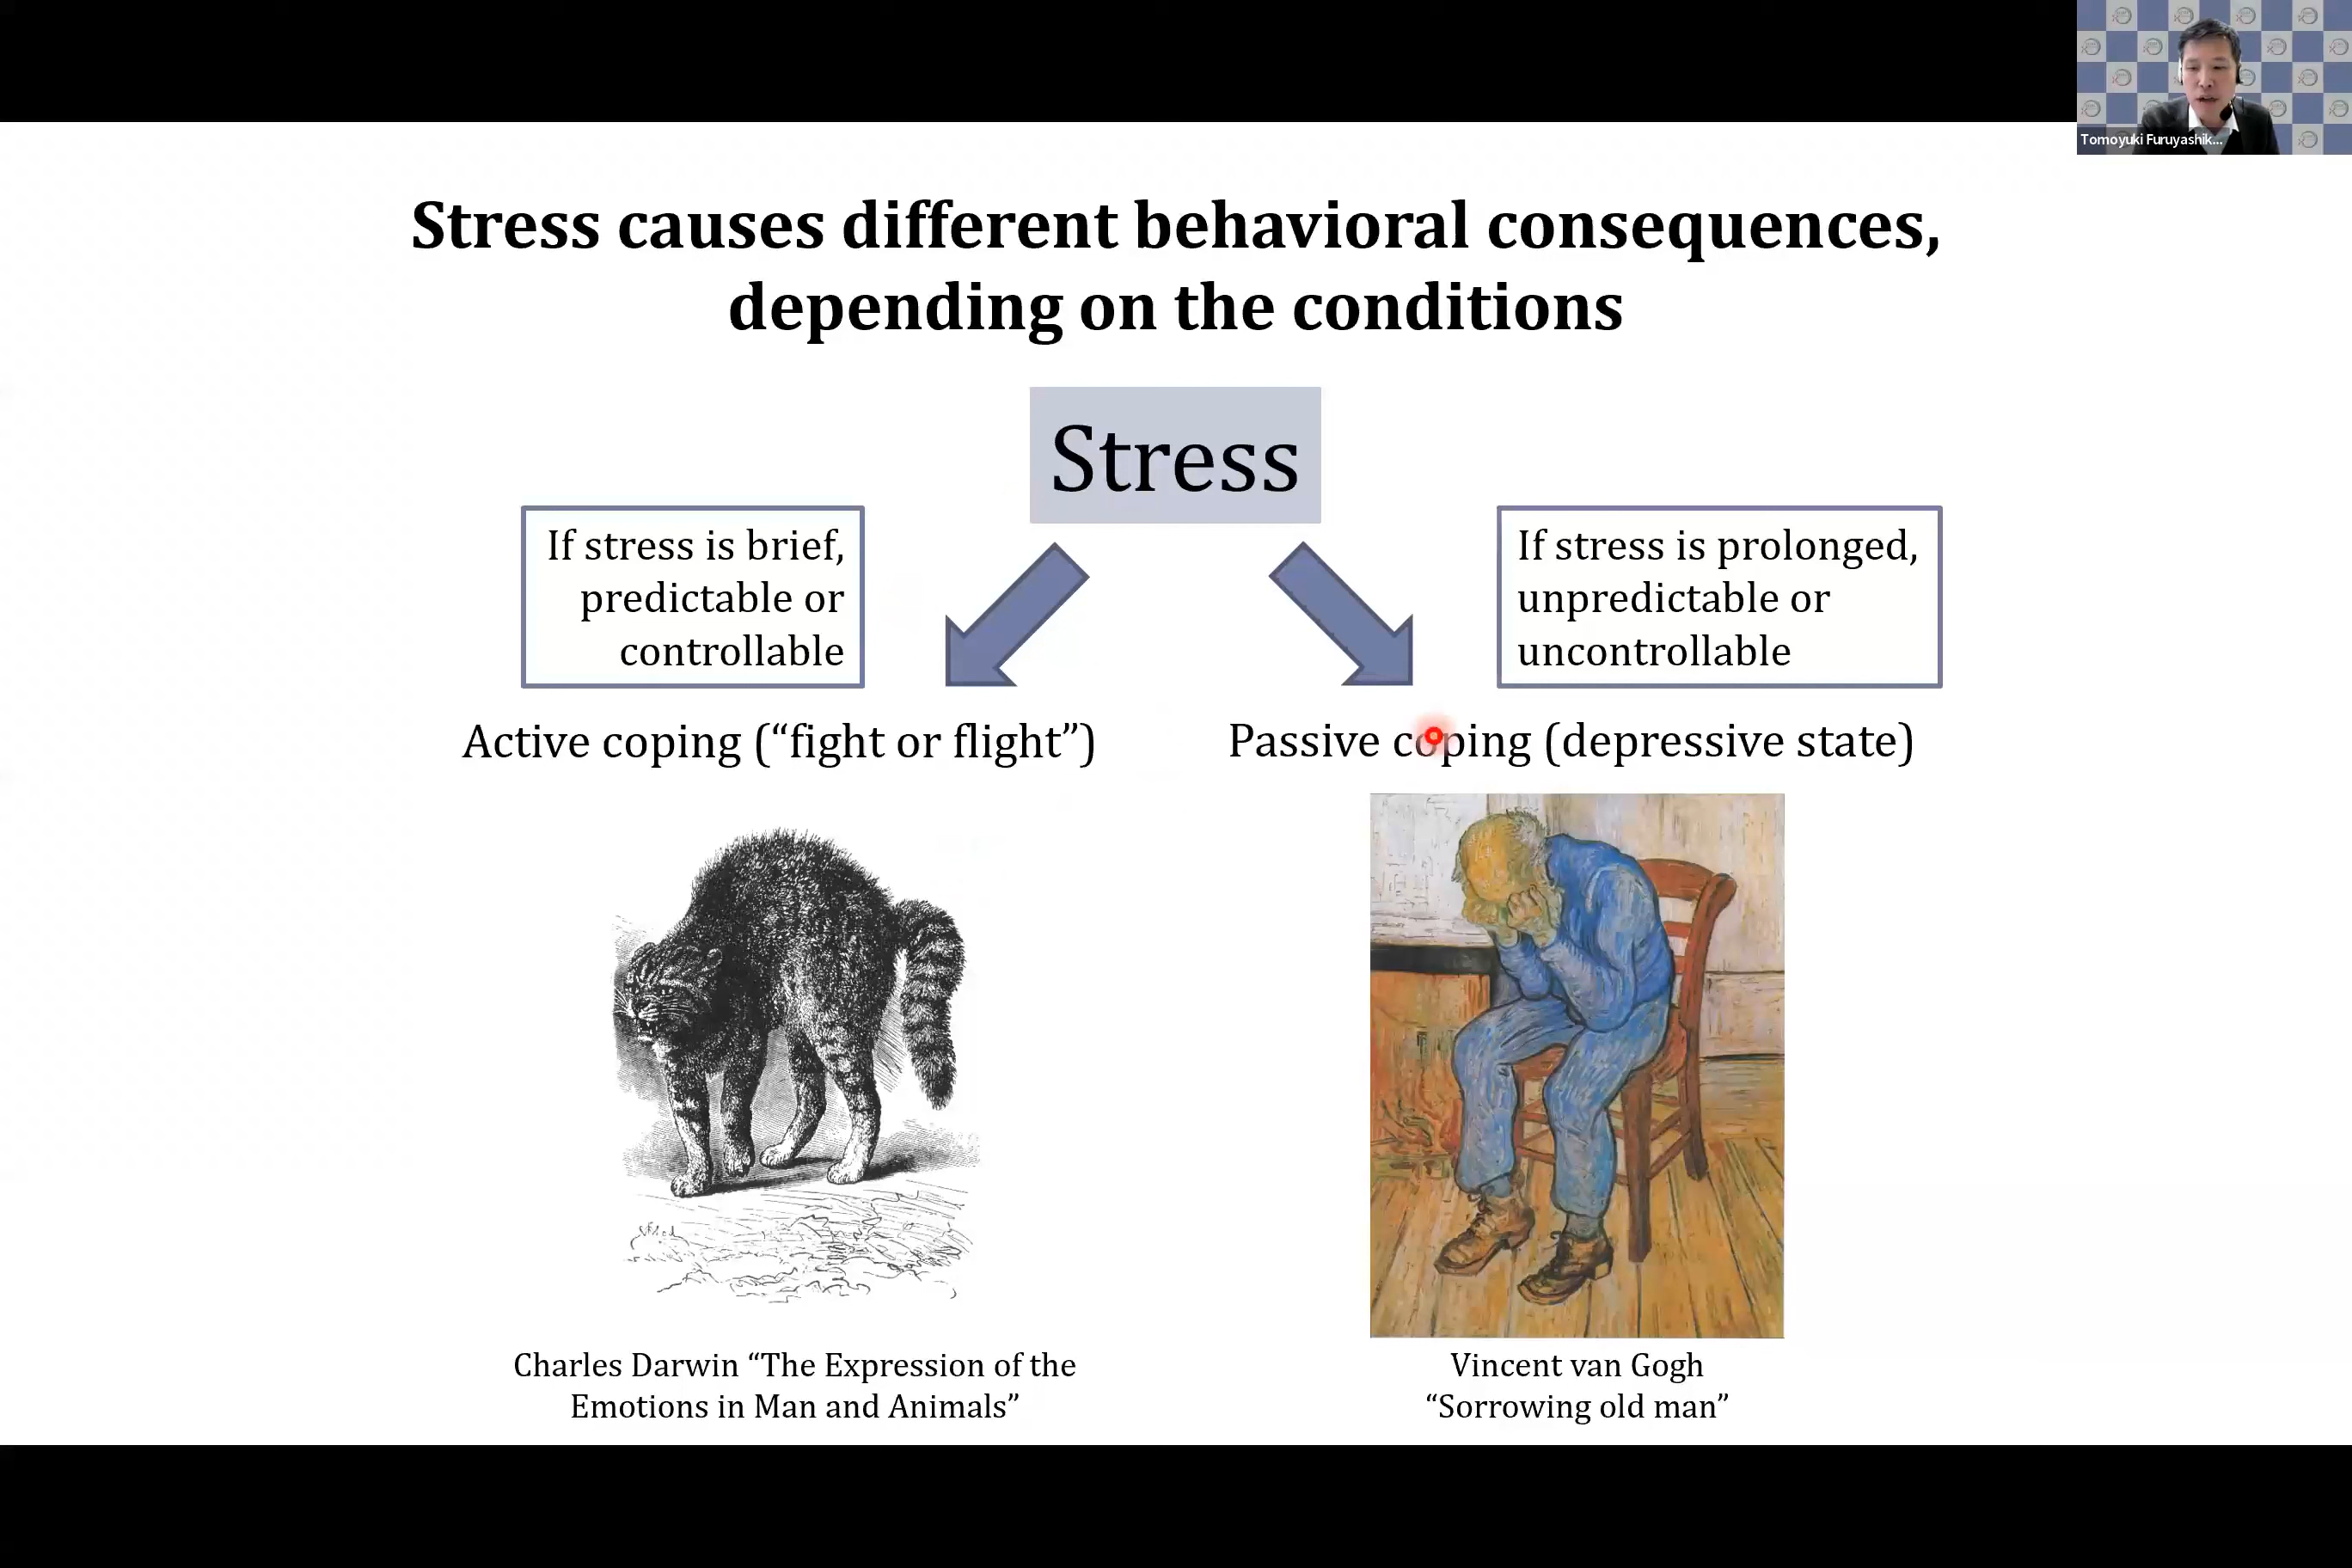 Tomoyuki Furuyashik...
Stress causes different behavioral consequences,
depending on the conditions
Stress
If stress is brief,
predictable or
controllable
If stress is prolonged,
unpredictable or
uncontrollable
Active coping (“fight or flight”)
Passive coping (depressive state)
Charles Darwin “The Expression of the
Emotions in Man and Animals”
Vincent van Gogh
“Sorrowing old man”